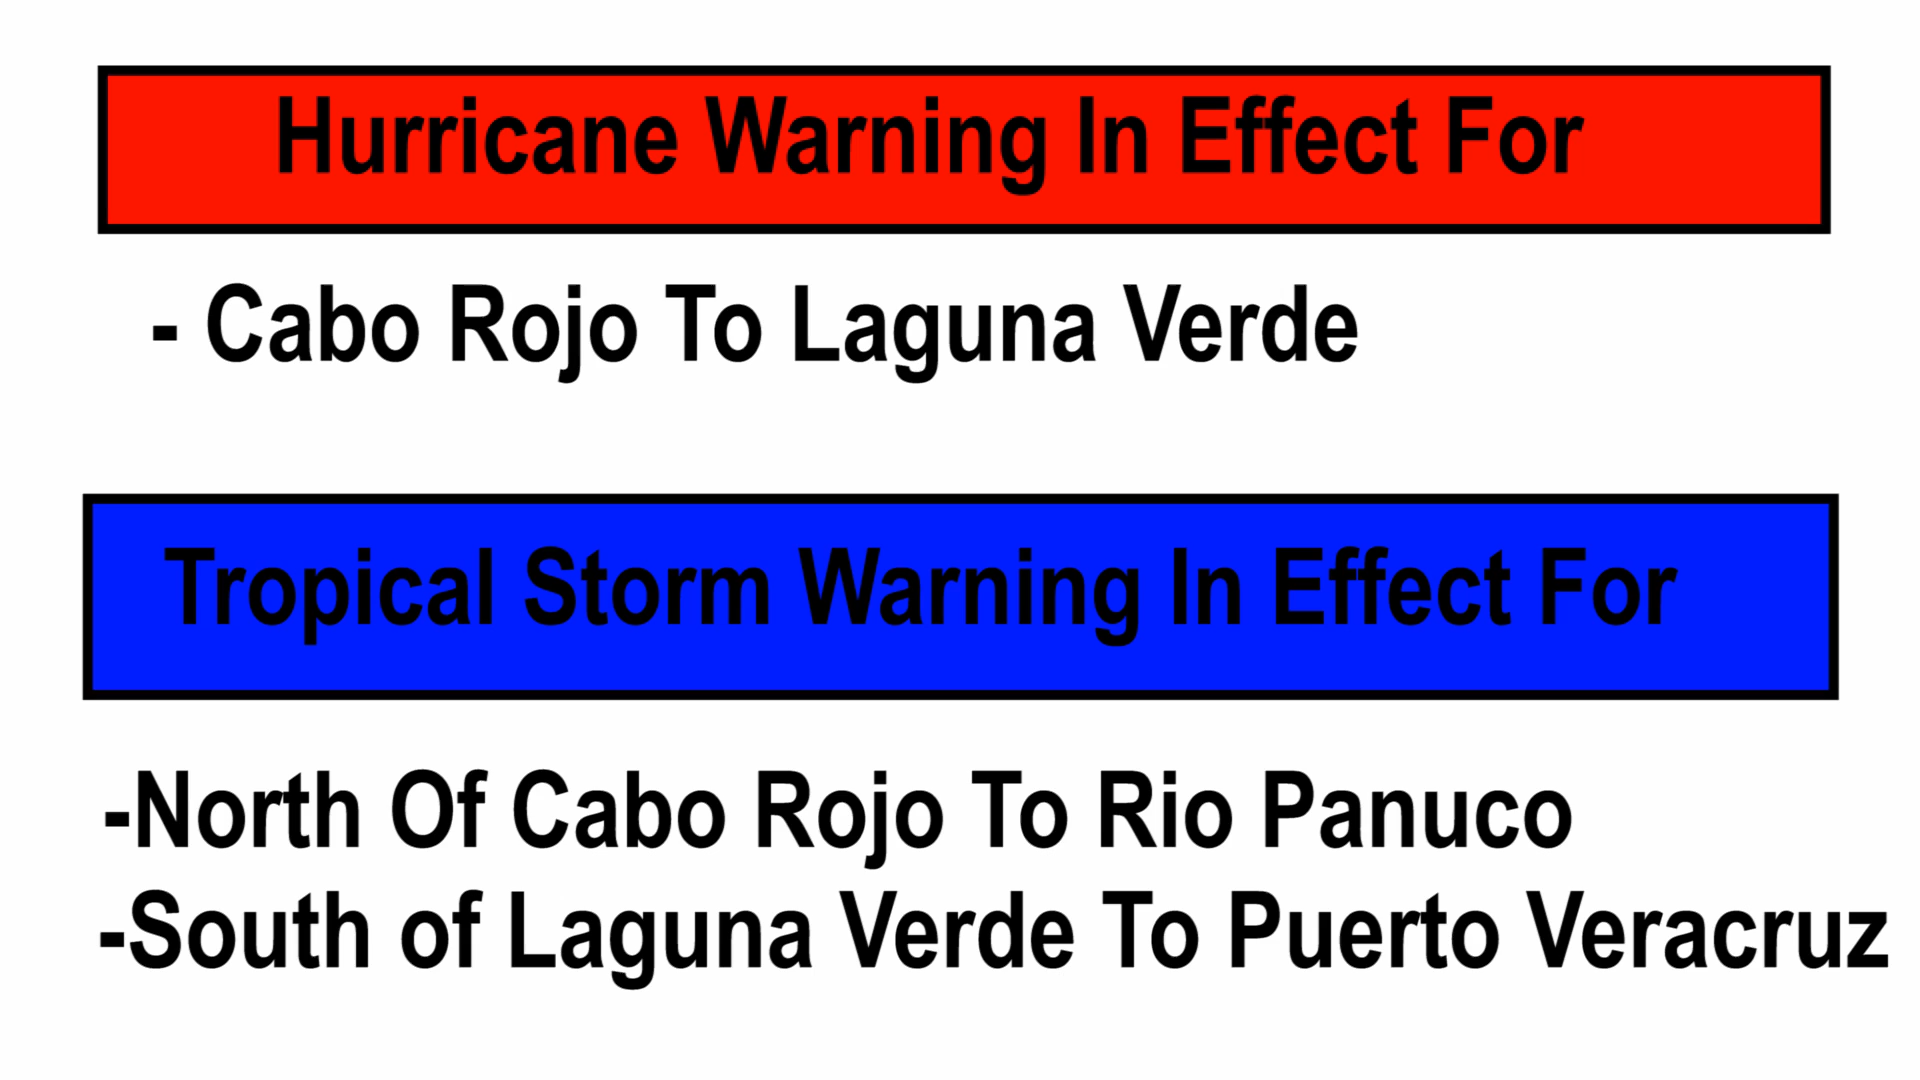 Hurricane Warning In Effect For
- Cabo Rojo To Laguna Verde
Tropical Storm Warning In Effect For
-North Of Cabo Rojo To Rio Panuco
-South of Laguna Verde To Puerto Veracruz